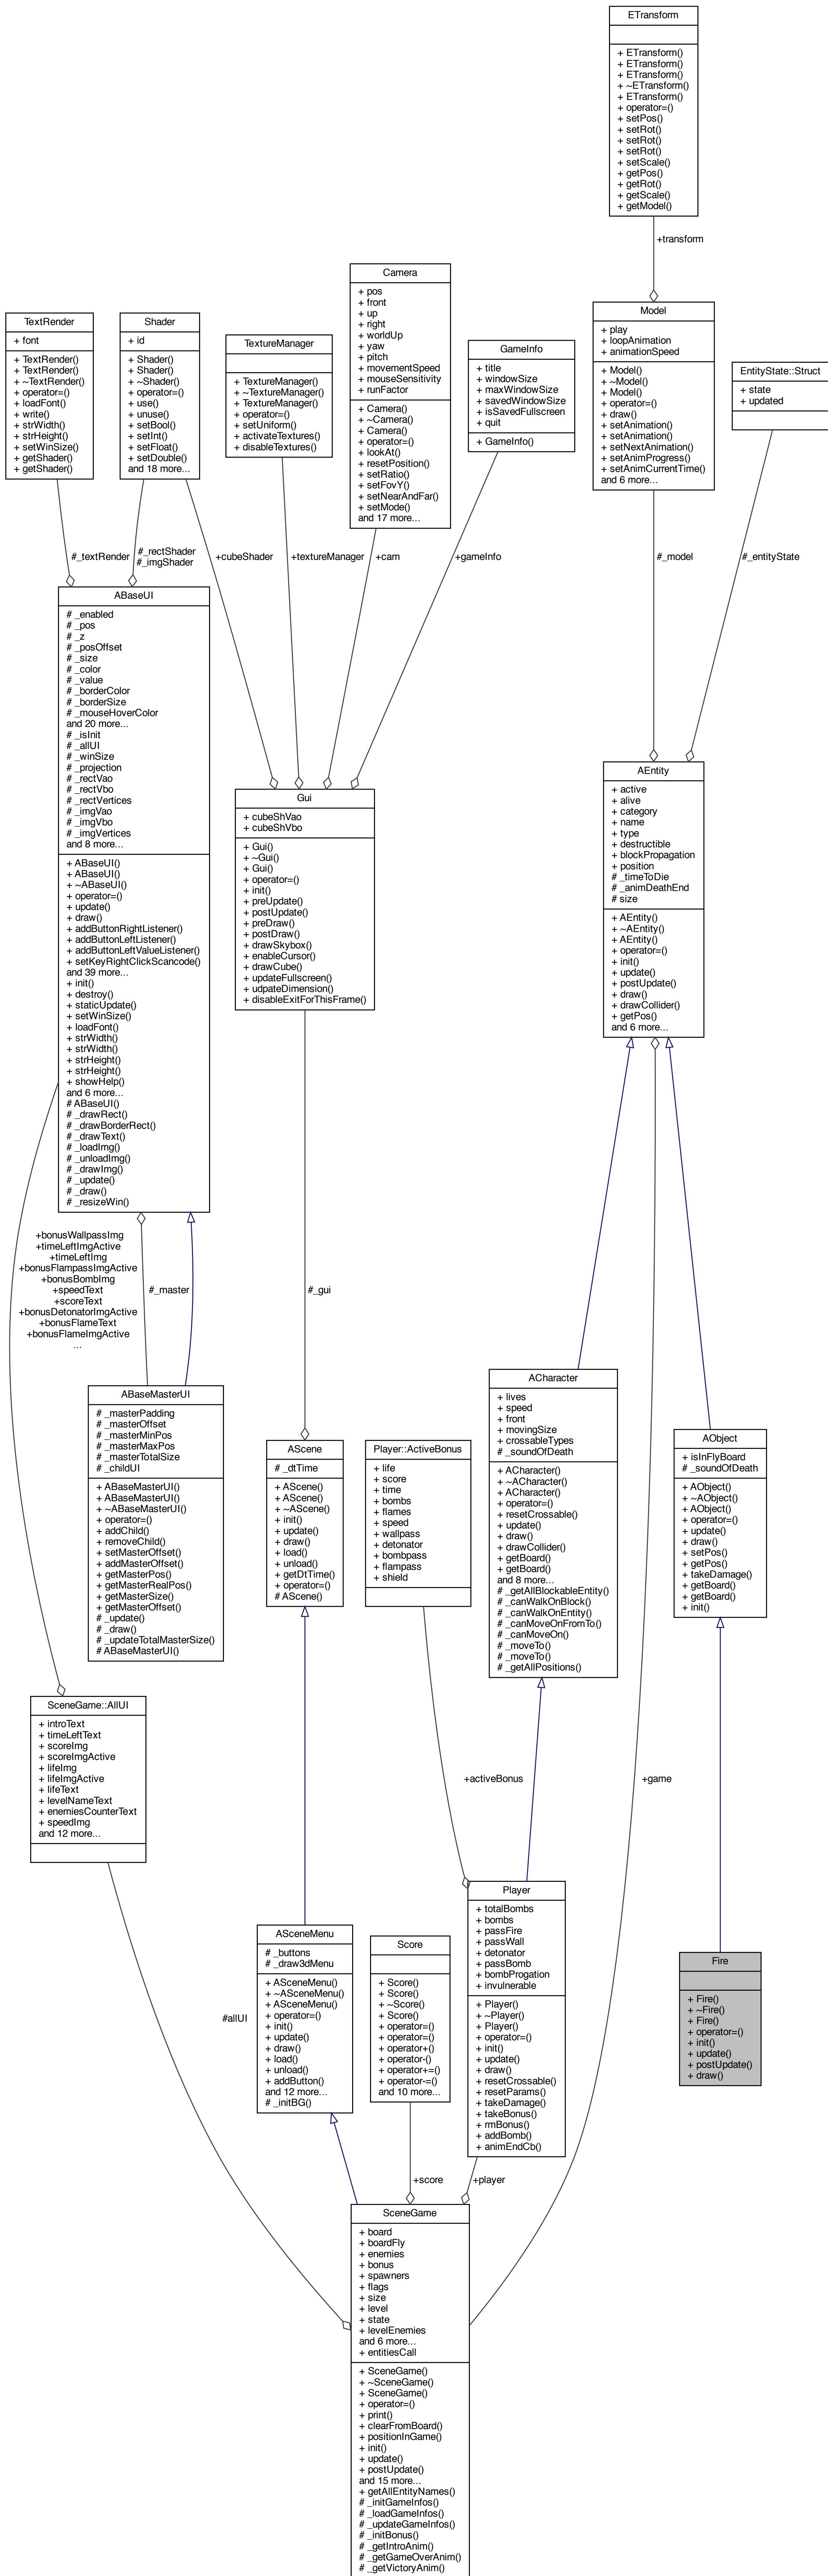 ETransform
+ ETransform()
+ ETransform()
+ ETransform()
+ ~ETransform()
+ ETransform()
+ operator=()
+ setPos()
+ setRot()
+ setRot()
+ setRot()
+ setScale()
+ getPos()
+ getRot()
+ getScale()
+ getModel()
+transform
TextRender
+ font
+ TextRender()
+ TextRender()
+ ~TextRender()
+ operator=()
+ loadFont()
+ write()
+ strWidth()
+ strHeight()
+ setWinSize()
+ getShader()
+ getShader()
Shader
+ id
+ Shader()
+ Shader()
+ ~Shader()
+ operator=()
+ use()
+ unuse()
+ setBool()
+ setInt()
+ setFloat()
+ setDouble()
and 18 more...
TextureManager
+ TextureManager()
+ ~TextureManager()
+ TextureManager()
+ operator=()
+ setUniform()
+ activateTextures()
+ disableTextures()
Camera
+ pos
+ front
+ up
+ right
+ worldUp
+ yaw
+ pitch
+ movementSpeed
+ mouseSensitivity
+ runFactor
+ Camera()
+ ~Camera()
+ Camera()
+ operator=()
+ lookAt()
+ resetPosition()
+ setRatio()
+ setFovY()
+ setNearAndFar()
+ setMode()
and 17 more...
GameInfo
+ title
+ windowSize
+ maxWindowSize
+ savedWindowSize
+ isSavedFullscreen
+ quit
+ GameInfo()
Model
+ play
+ loopAnimation
+ animationSpeed
+ Model()
+ ~Model()
+ Model()
+ operator=()
+ draw()
+ setAnimation()
+ setAnimation()
+ setNextAnimation()
+ setAnimProgress()
+ setAnimCurrentTime()
and 6 more...
EntityState::Struct
+ state
+ updated
#_textRender
#_rectShader
#_imgShader
+cubeShader
+textureManager
+cam
+gameInfo
#_model
#_entityState
ABaseUI
# _enabled
# _pos
# _z
# _posOffset
# _size
# _color
# _value
# _borderColor
# _borderSize
# _mouseHoverColor
and 20 more...
# _isInit
# _allUI
# _winSize
# _projection
# _rectVao
# _rectVbo
# _rectVertices
# _imgVao
# _imgVbo
# _imgVertices
and 8 more...
+ ABaseUI()
+ ABaseUI()
+ ~ABaseUI()
+ operator=()
+ update()
+ draw()
+ addButtonRightListener()
+ addButtonLeftListener()
+ addButtonLeftValueListener()
+ setKeyRightClickScancode()
and 39 more...
+ init()
+ destroy()
+ staticUpdate()
+ setWinSize()
+ loadFont()
+ strWidth()
+ strWidth()
+ strHeight()
+ strHeight()
+ showHelp()
and 6 more...
# ABaseUI()
# _drawRect()
# _drawBorderRect()
# _drawText()
# _loadImg()
# _unloadImg()
# _drawImg()
# _update()
# _draw()
# _resizeWin()
Gui
+ cubeShVao
+ cubeShVbo
+ Gui()
+ ~Gui()
+ Gui()
+ operator=()
+ init()
+ preUpdate()
+ postUpdate()
+ preDraw()
+ postDraw()
+ drawSkybox()
+ enableCursor()
+ drawCube()
+ updateFullscreen()
+ udpateDimension()
+ disableExitForThisFrame()
AEntity
+ active
+ alive
+ category
+ name
+ type
+ destructible
+ blockPropagation
+ position
# _timeToDie
# _animDeathEnd
# size
+ AEntity()
+ ~AEntity()
+ AEntity()
+ operator=()
+ init()
+ update()
+ postUpdate()
+ draw()
+ drawCollider()
+ getPos()
and 6 more...
+bonusWallpassImg
+timeLeftImgActive
+timeLeftImg
+bonusFlampassImgActive
+bonusBombImg
+speedText
+scoreText
+bonusDetonatorImgActive
+bonusFlameText
+bonusFlameImgActive
...
#_master
#_gui
ABaseMasterUI
# _masterPadding
# _masterOffset
# _masterMinPos
# _masterMaxPos
# _masterTotalSize
# _childUI
+ ABaseMasterUI()
+ ABaseMasterUI()
+ ~ABaseMasterUI()
+ operator=()
+ addChild()
+ removeChild()
+ setMasterOffset()
+ addMasterOffset()
+ getMasterPos()
+ getMasterRealPos()
+ getMasterSize()
+ getMasterOffset()
# _update()
# _draw()
# _updateTotalMasterSize()
# ABaseMasterUI()
AScene
# _dtTime
+ AScene()
+ AScene()
+ ~AScene()
+ init()
+ update()
+ draw()
+ load()
+ unload()
+ getDtTime()
+ operator=()
# AScene()
Player::ActiveBonus
+ life
+ score
+ time
+ bombs
+ flames
+ speed
+ wallpass
+ detonator
+ bombpass
+ flampass
+ shield
ACharacter
+ lives
+ speed
+ front
+ movingSize
+ crossableTypes
# _soundOfDeath
+ ACharacter()
+ ~ACharacter()
+ ACharacter()
+ operator=()
+ resetCrossable()
+ update()
+ draw()
+ drawCollider()
+ getBoard()
+ getBoard()
and 8 more...
# _getAllBlockableEntity()
# _canWalkOnBlock()
# _canWalkOnEntity()
# _canMoveOnFromTo()
# _canMoveOn()
# _moveTo()
# _moveTo()
# _getAllPositions()
AObject
+ isInFlyBoard
# _soundOfDeath
+ AObject()
+ ~AObject()
+ AObject()
+ operator=()
+ update()
+ draw()
+ setPos()
+ getPos()
+ takeDamage()
+ getBoard()
+ getBoard()
+ init()
SceneGame::AllUI
+ introText
+ timeLeftText
+ scoreImg
+ scoreImgActive
+ lifeImg
+ lifeImgActive
+ lifeText
+ levelNameText
+ enemiesCounterText
+ speedImg
and 12 more...
+activeBonus
+game
#allUI
ASceneMenu
# _buttons
# _draw3dMenu
+ ASceneMenu()
+ ~ASceneMenu()
+ ASceneMenu()
+ operator=()
+ init()
+ update()
+ draw()
+ load()
+ unload()
+ addButton()
and 12 more...
# _initBG()
Score
+ Score()
+ Score()
+ ~Score()
+ Score()
+ operator=()
+ operator=()
+ operator+()
+ operator-()
+ operator+=()
+ operator-=()
and 10 more...
Player
+ totalBombs
+ bombs
+ passFire
+ passWall
+ detonator
+ passBomb
+ bombProgation
+ invulnerable
+ Player()
+ ~Player()
+ Player()
+ operator=()
+ init()
+ update()
+ draw()
+ resetCrossable()
+ resetParams()
+ takeDamage()
+ takeBonus()
+ rmBonus()
+ addBomb()
+ animEndCb()
Fire
+ Fire()
+ ~Fire()
+ Fire()
+ operator=()
+ init()
+ update()
+ postUpdate()
+ draw()
+score
+player
SceneGame
+ board
+ boardFly
+ enemies
+ bonus
+ spawners
+ flags
+ size
+ level
+ state
+ levelEnemies
and 6 more...
+ entitiesCall
+ SceneGame()
+ ~SceneGame()
+ SceneGame()
+ operator=()
+ print()
+ clearFromBoard()
+ positionInGame()
+ init()
+ update()
+ postUpdate()
and 15 more...
+ getAllEntityNames()
# _initGameInfos()
# _loadGameInfos()
# _updateGameInfos()
# _initBonus()
# _getIntroAnim()
# _getGameOverAnim()
# _getVictoryAnim()